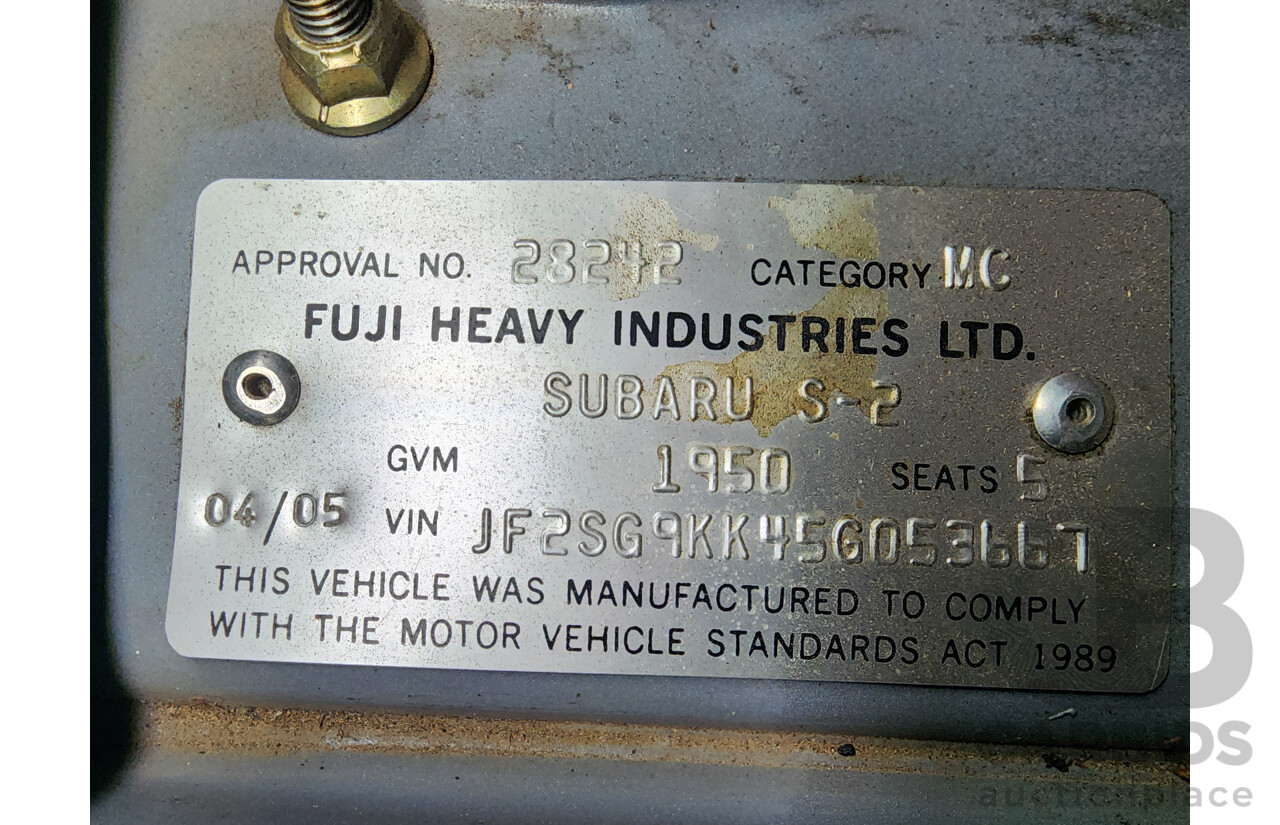 APPROVAL NO. 28242 CATEGORY MC
FUJI HEAVY INDUSTRIES LTD.
SUBARU S-2
GVM 1950 SEATS 5
04/05 VIN JF2SG9KK45G053667
THIS VEHICLE WAS MANUFACTURED TO COMPLY
WITH THE MOTOR VEHICLE STANDARDS ACT 1989